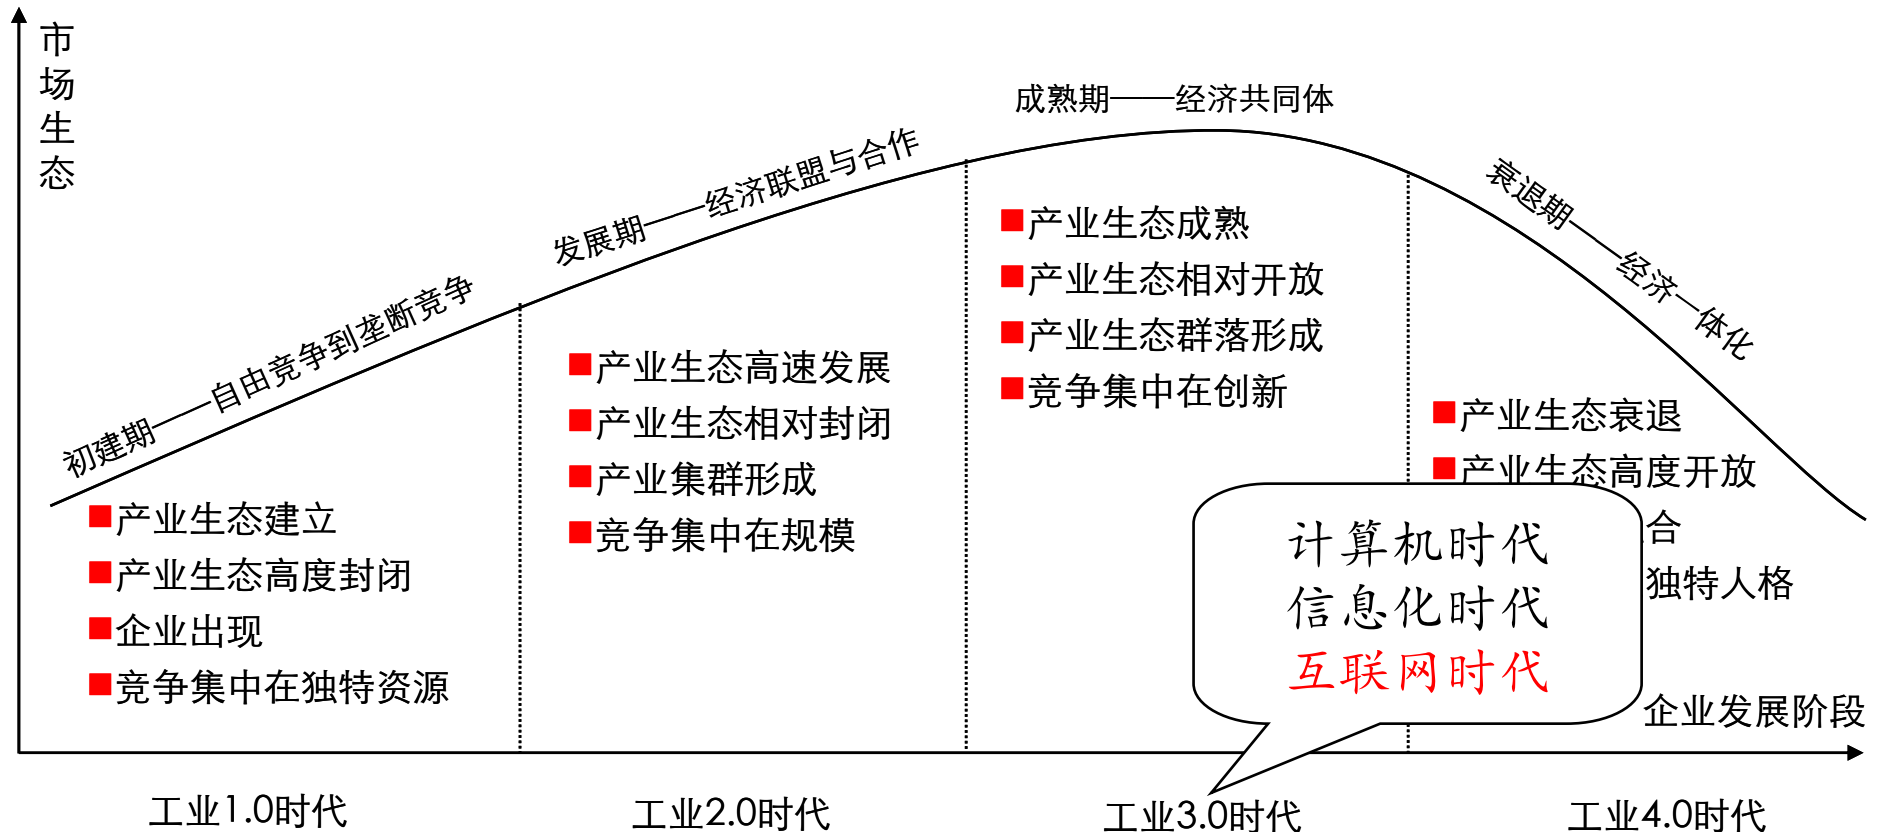 市场生态
成熟期——经济共同体
发展期——经济联盟与合作
衰退期——经济一体化
初建期——自由竞争到垄断竞争
产业生态建立
产业生态高度封闭
企业出现
竞争集中在独特资源
产业生态高速发展
产业生态相对封闭
产业集群形成
竞争集中在规模
产业生态成熟
产业生态相对开放
产业生态群落形成
竞争集中在创新
产业生态衰退
产业生态高度开放
合
独特人格
计算机时代
信息化时代
互联网时代
企业发展阶段
工业1.0时代
工业2.0时代
工业3.0时代
工业4.0时代